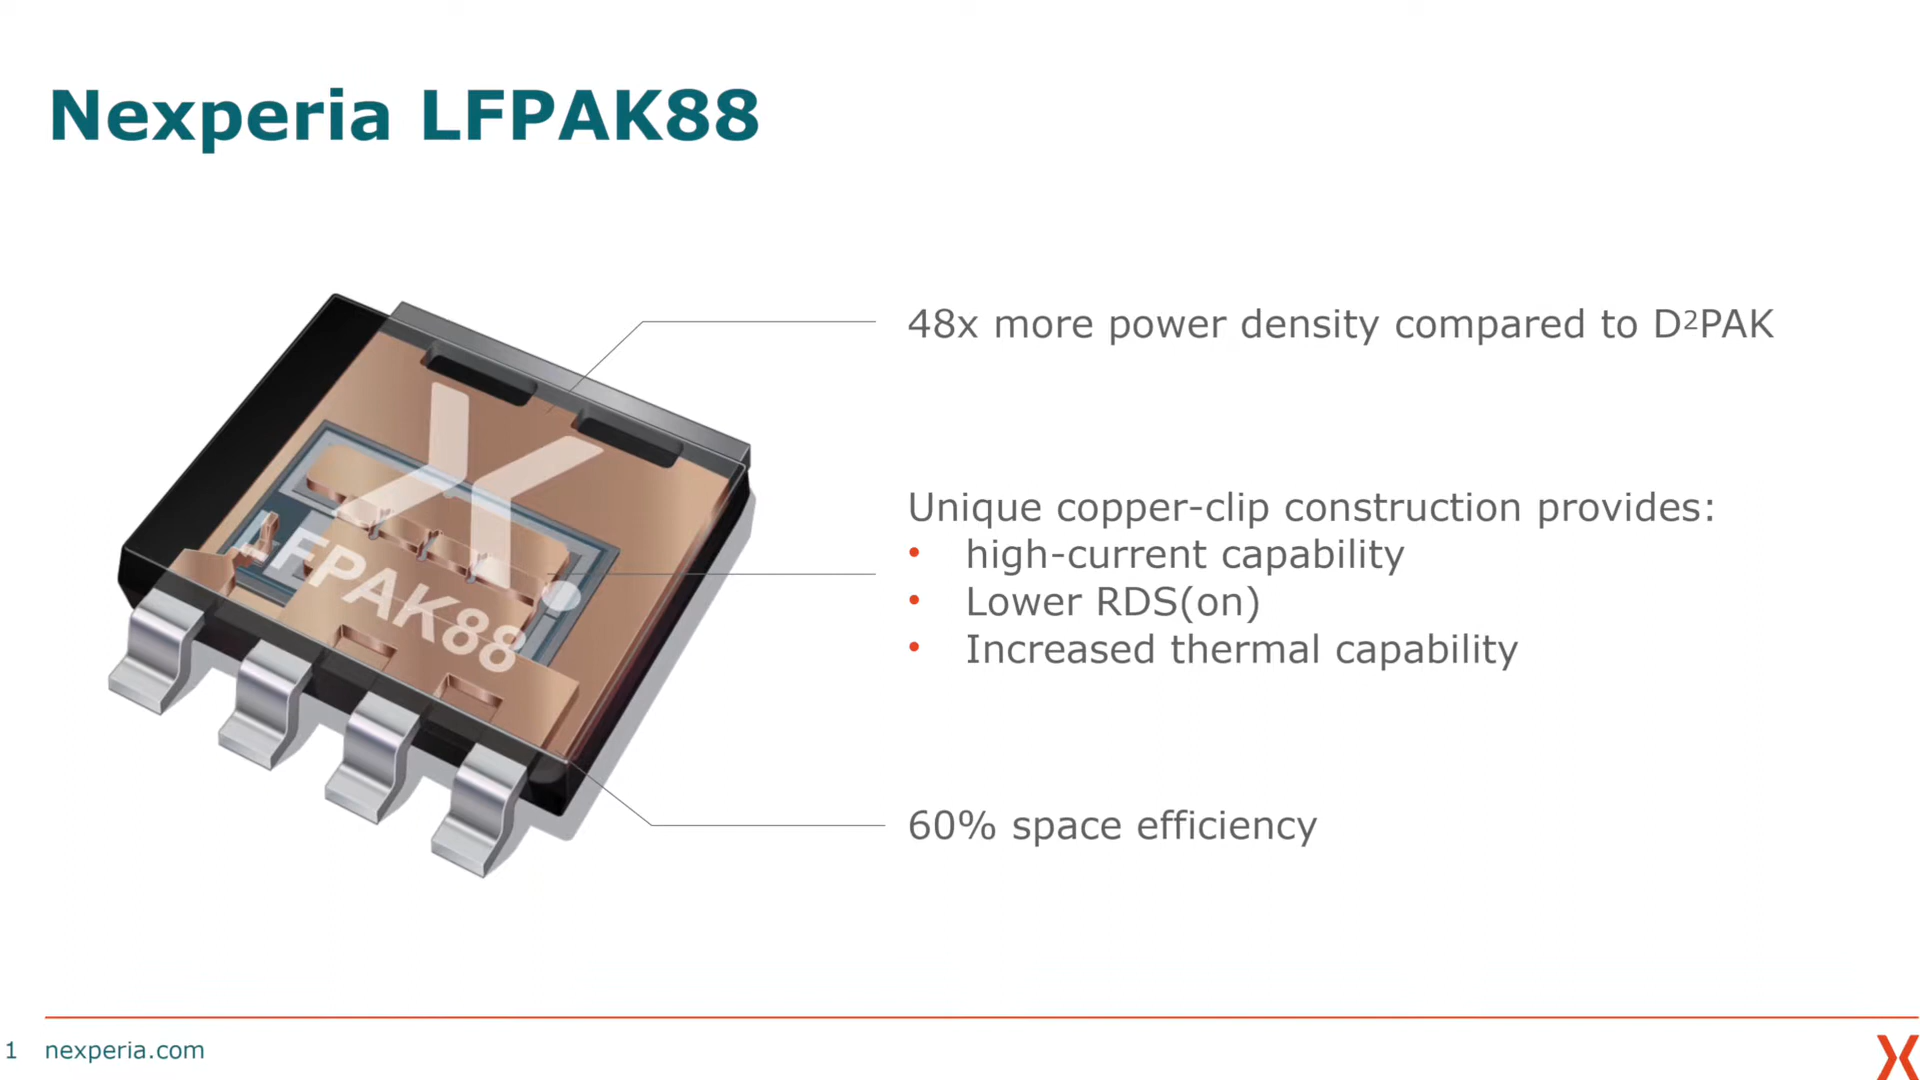 Nexperia LFPAK88
48x more power density compared to D²PAK
LFPAK88
Unique copper-clip construction provides:
• high-current capability
• Lower RDS(on)
• Increased thermal capability
60% space efficiency
1 nexperia.com